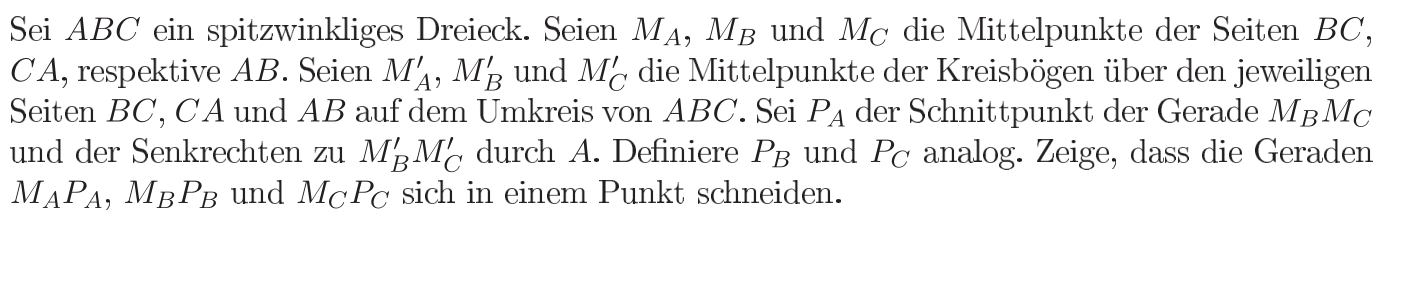 Sei ABC ein spitzwinkliges Dreieck. Seien M_A, M_B und M_C die Mittelpunkte der Seiten BC,
CA, respektive AB. Seien M'_A, M'_B und M'_C die Mittelpunkte der Kreisbögen über den jeweiligen
Seiten BC, CA und AB auf dem Umkreis von ABC. Sei P_A der Schnittpunkt der Gerade M_BM_C
und der Senkrechten zu M'_BM'_C durch A. Definiere P_B und P_C analog. Zeige, dass die Geraden
M_AP_A, M_BP_B und M_CP_C sich in einem Punkt schneiden.